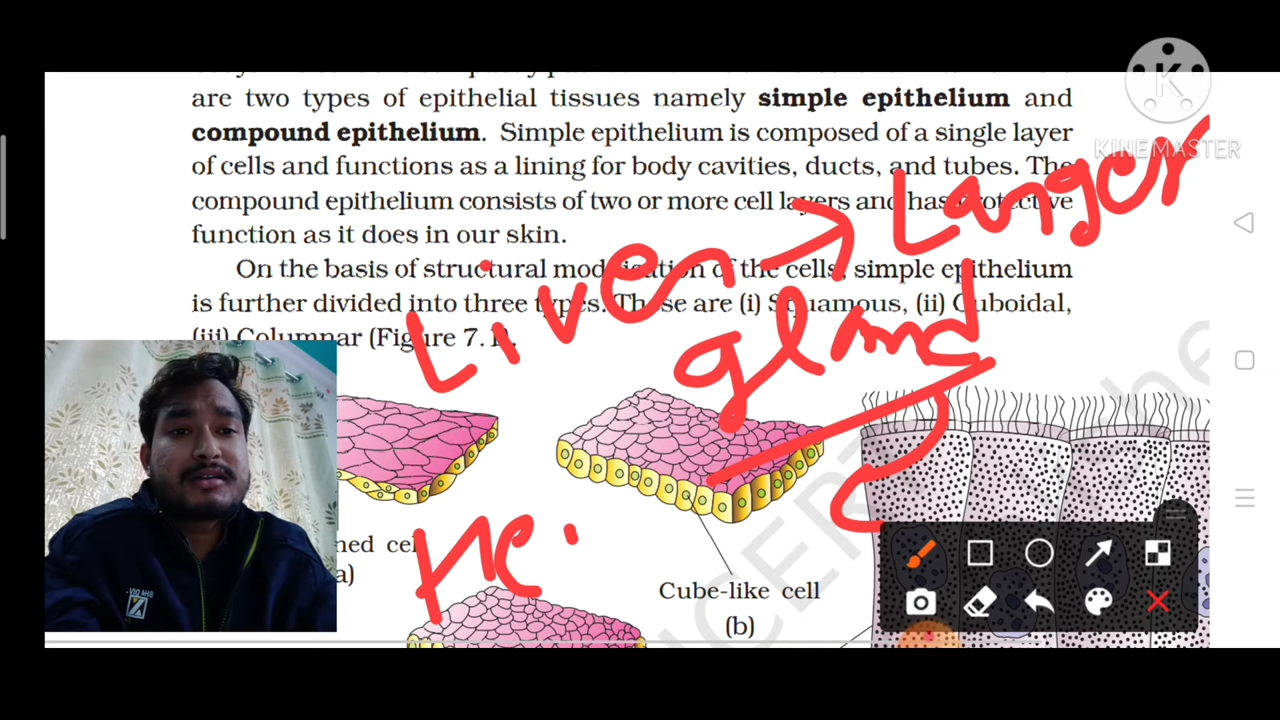 are two types of epithelial tissues namely simple epithelium and
compound epithelium. Simple epithelium is composed of a single layer
of cells and functions as a lining for body cavities, ducts, and tubes. The
compound epithelium consists of two or more cell layers and has protective
function as it does in our skin.
On the basis of structural modification of the cells, simple epithelium
is further divided into three types. These are (i) Squamous, (ii) Cuboidal,
(iii) Columnar (Figure 7.1).
Liver → Larger
gland
He.
Cube-like cell
(b)
KINEMASTER
K
NCERT